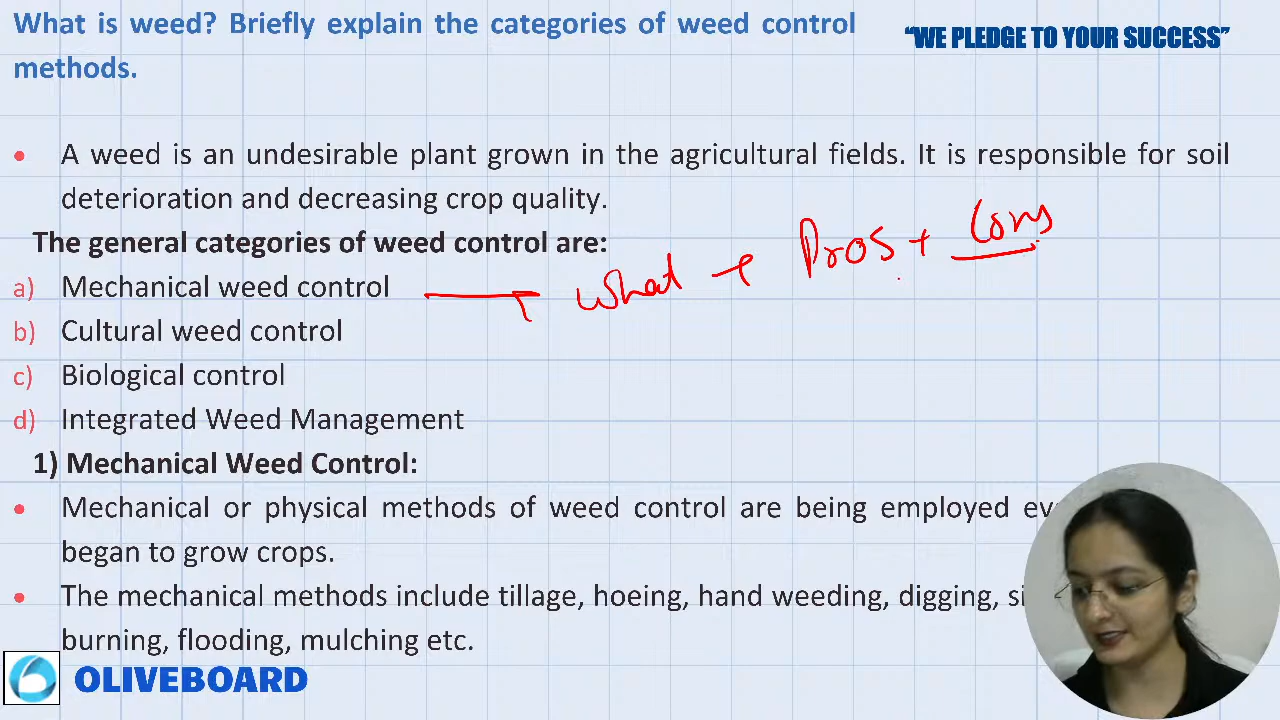 What is weed? Briefly explain the categories of weed control
methods.
“WE PLEDGE TO YOUR SUCCESS”
• A weed is an undesirable plant grown in the agricultural fields. It is responsible for soil
deterioration and decreasing crop quality.
The general categories of weed control are:
a) Mechanical weed control
what + Pros + Cons
b) Cultural weed control
c) Biological control
d) Integrated Weed Management
1) Mechanical Weed Control:
• Mechanical or physical methods of weed control are being employed
began to grow crops.
• The mechanical methods include tillage, hoeing, hand weeding, digging,
burning, flooding, mulching etc.
OLIVEBOARD